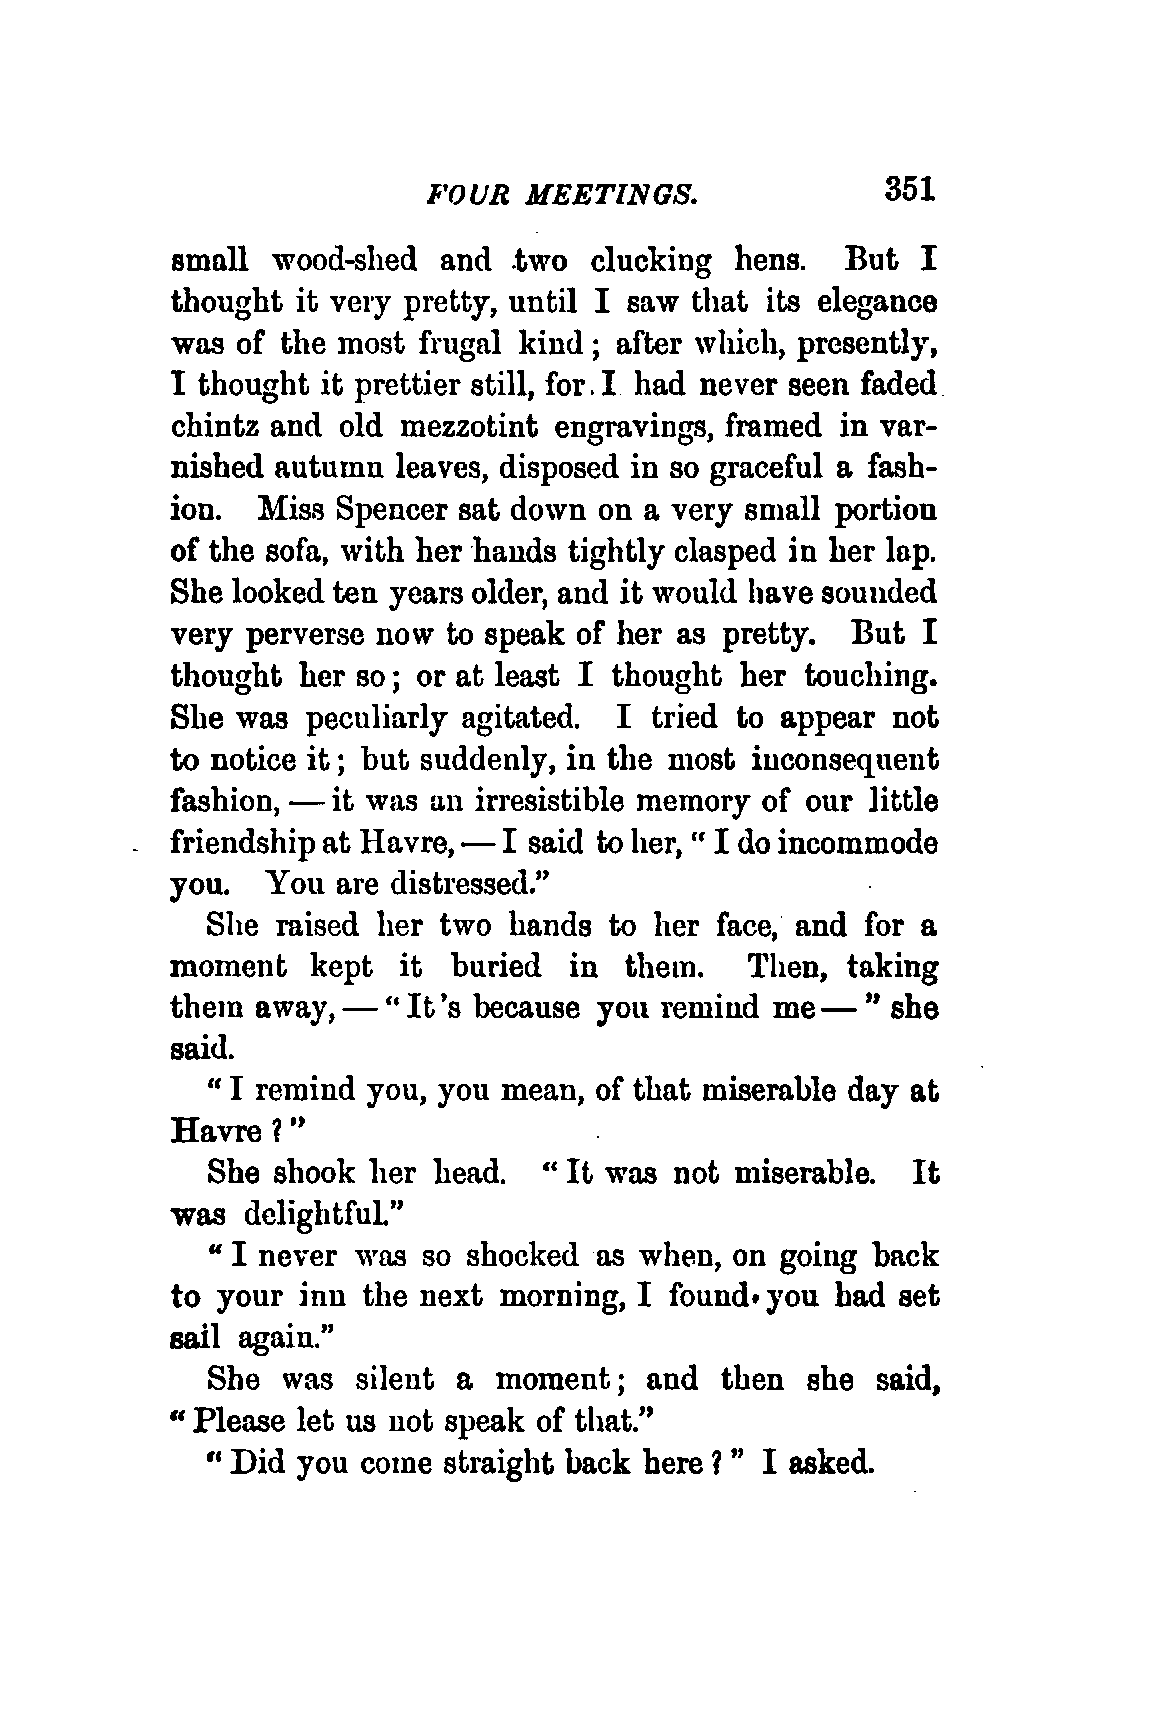 FOUR MEETINGS. 351
small wood-shed and two clucking hens. But I
thought it very pretty, until I saw that its elegance
was of the most frugal kind; after which, presently,
I thought it prettier still, for I had never seen faded
chintz and old mezzotint engravings, framed in var-
nished autumn leaves, disposed in so graceful a fash-
ion. Miss Spencer sat down on a very small portion
of the sofa, with her hands tightly clasped in her lap.
She looked ten years older, and it would have sounded
very perverse now to speak of her as pretty. But I
thought her so; or at least I thought her touching.
She was peculiarly agitated. I tried to appear not
to notice it; but suddenly, in the most inconsequent
fashion, — it was an irresistible memory of our little
friendship at Havre, — I said to her, "I do incommode
you. You are distressed."
She raised her two hands to her face, and for a
moment kept it buried in them. Then, taking
them away, — "It's because you remind me — " she
said.
"I remind you, you mean, of that miserable day at
Havre?"
She shook her head. "It was not miserable. It
was delightful."
"I never was so shocked as when, on going back
to your inn the next morning, I found you had set
sail again."
She was silent a moment; and then she said,
"Please let us not speak of that."
"Did you come straight back here?" I asked.